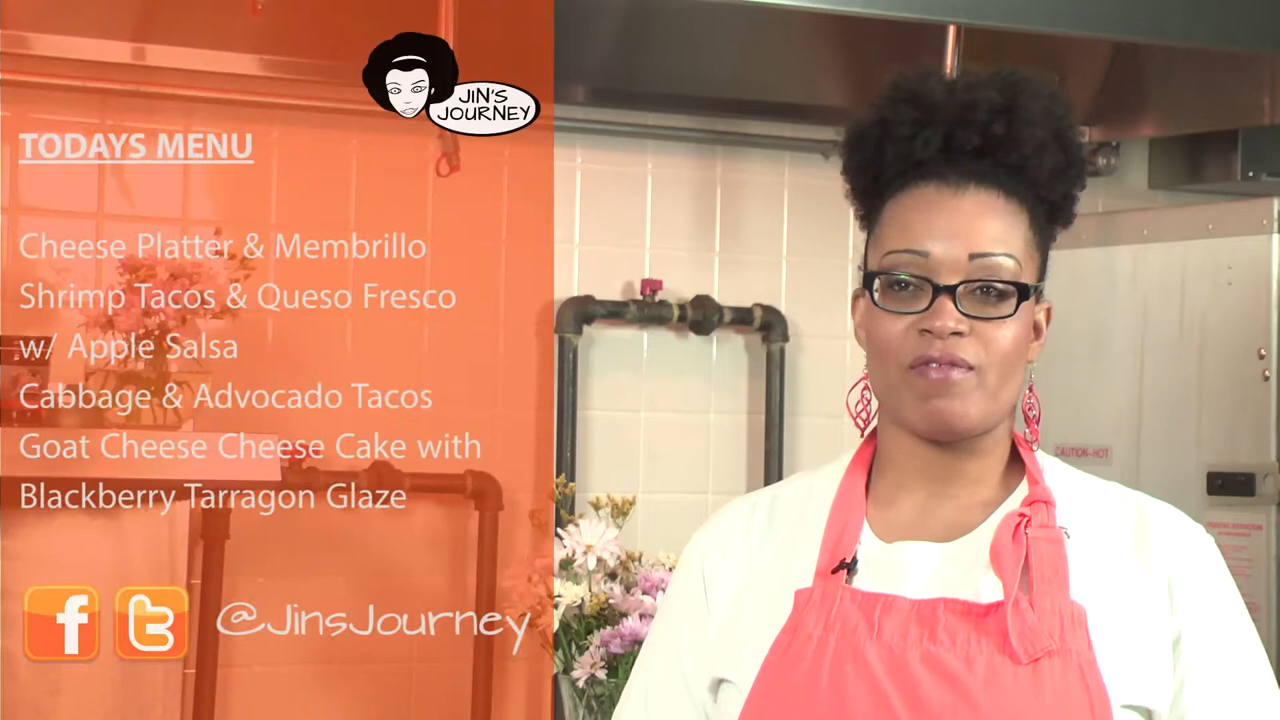 JIN'S
JOURNEY
TODAYS MENU
Cheese Platter & Membrillo
Shrimp Tacos & Queso Fresco
w/ Apple Salsa
Cabbage & Advocado Tacos
Goat Cheese Cheese Cake with
Blackberry Tarragon Glaze
@JinsJourney
CAUTION-HOT